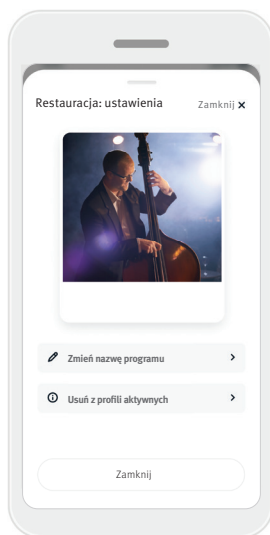 Restauracja: ustawienia Zamknij ×
Zmień nazwę programu
Usuń z profili aktywnych
Zamknij